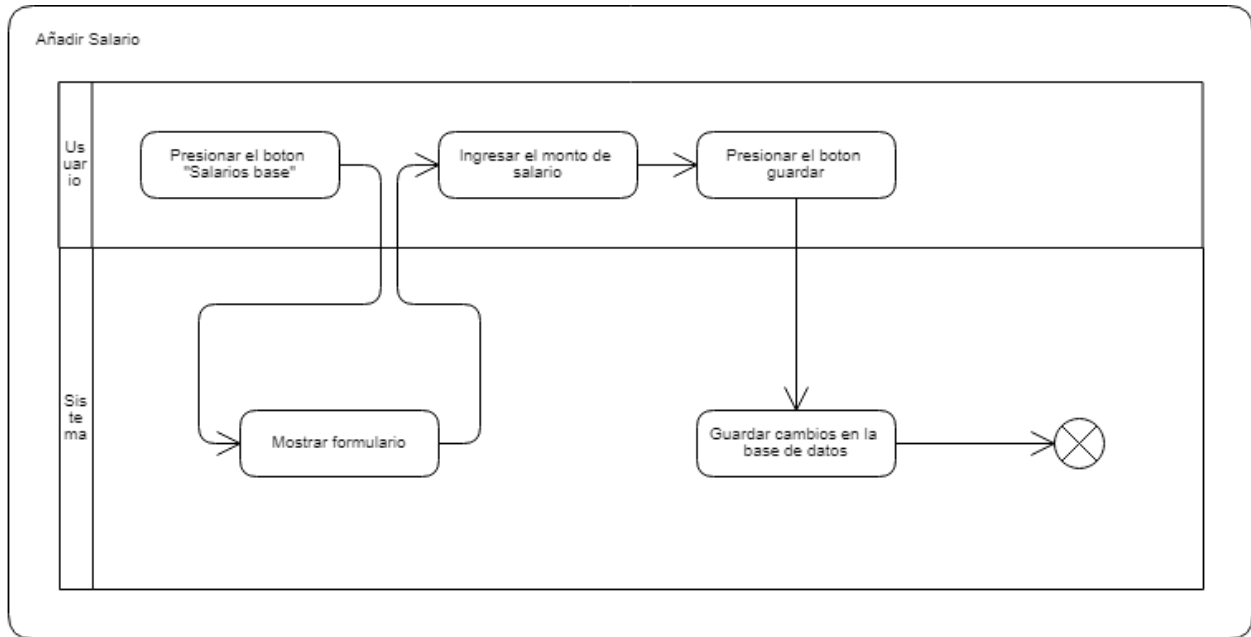 Añadir Salario
Us
uar
io
Presionar el boton
"Salarios base"
Ingresar el monto de
salario
Presionar el boton
guardar
Sis
te
ma
Mostrar formulario
Guardar cambios en la
base de datos